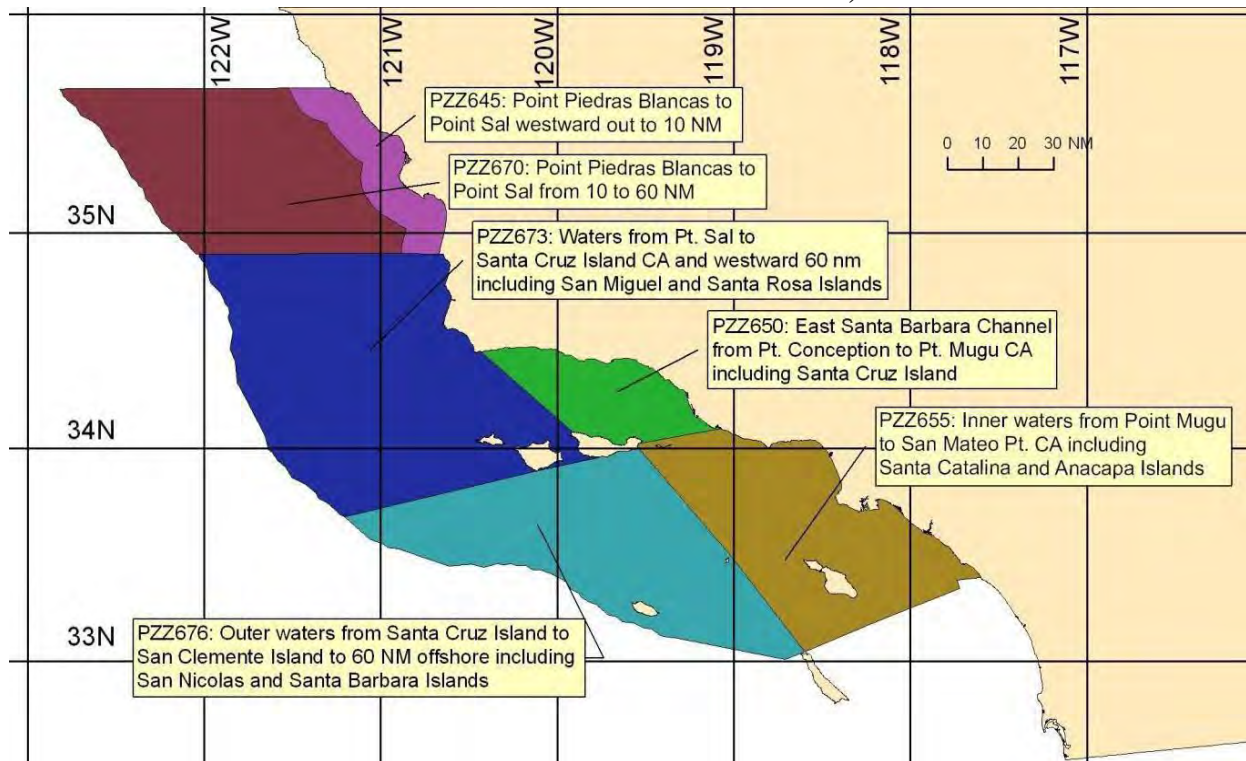 122W
121W
120W
119W
118W
117W
PZZ645: Point Piedras Blancas to
Point Sal westward out to 10 NM
0 10 20 30 NM
PZZ670: Point Piedras Blancas to
Point Sal from 10 to 60 NM
35N
PZZ673: Waters from Pt. Sal to
Santa Cruz Island CA and westward 60 nm
including San Miguel and Santa Rosa Islands
PZZ650: East Santa Barbara Channel
from Pt. Conception to Pt. Mugu CA
including Santa Cruz Island
34N
PZZ655: Inner waters from Point Mugu
to San Mateo Pt. CA including
Santa Catalina and Anacapa Islands
33N
PZZ676: Outer waters from Santa Cruz Island to
San Clemente Island to 60 NM offshore including
San Nicolas and Santa Barbara Islands